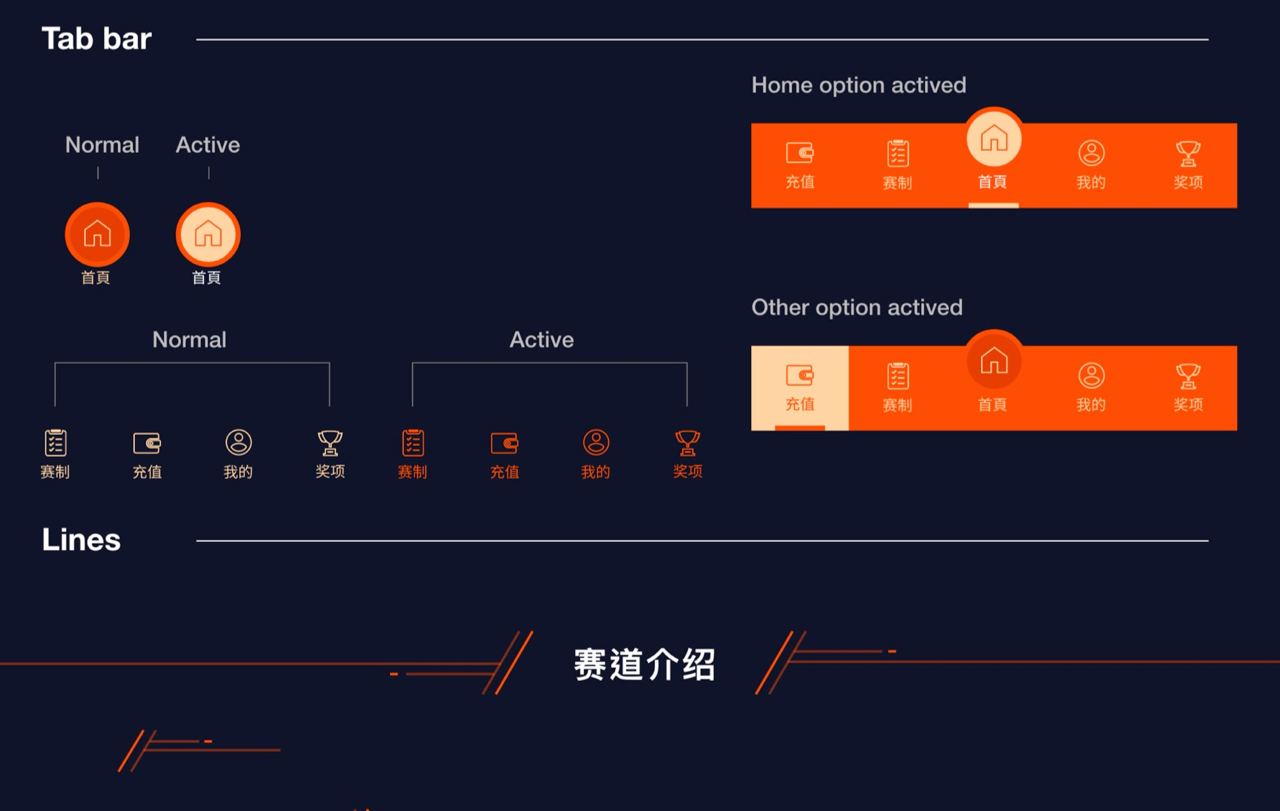 Tab bar
Home option actived
Normal
Active
充值
赛制
首頁
我的
奖项
首頁
首頁
Other option actived
Normal
Active
充值
赛制
首頁
我的
奖项
赛制
充值
我的
奖项
赛制
充值
我的
奖项
Lines
赛道介绍